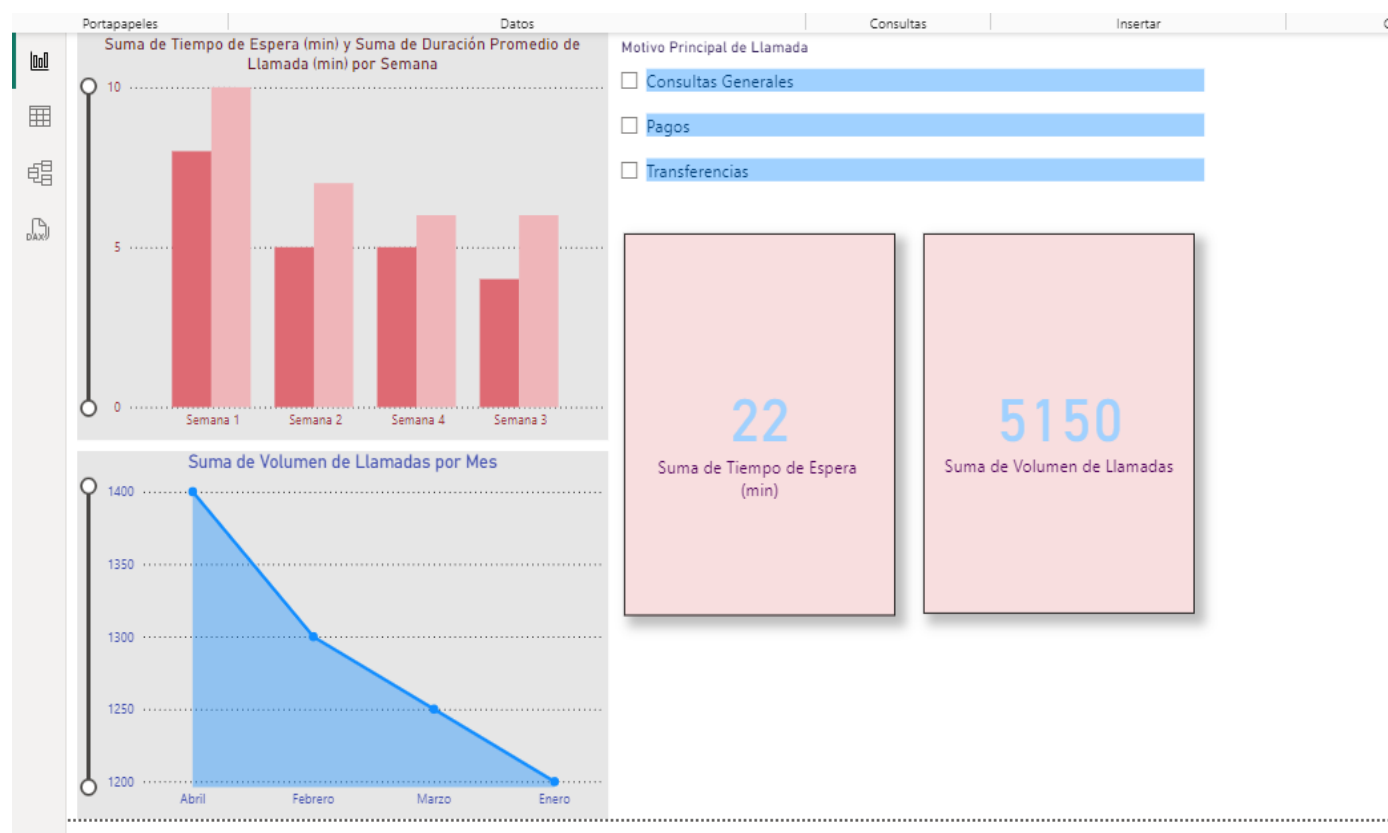 Portapapeles
Datos
Consultas
Insertar
DAX
Suma de Tiempo de Espera (min) y Suma de Duración Promedio de
Llamada (min) por Semana
10
5
0
Semana 1
Semana 2
Semana 4
Semana 3
Suma de Volumen de Llamadas por Mes
1400
1350
1300
1250
1200
Abril
Febrero
Marzo
Enero
Motivo Principal de Llamada
Consultas Generales
Pagos
Transferencias
22
Suma de Tiempo de Espera
(min)
5150
Suma de Volumen de Llamadas